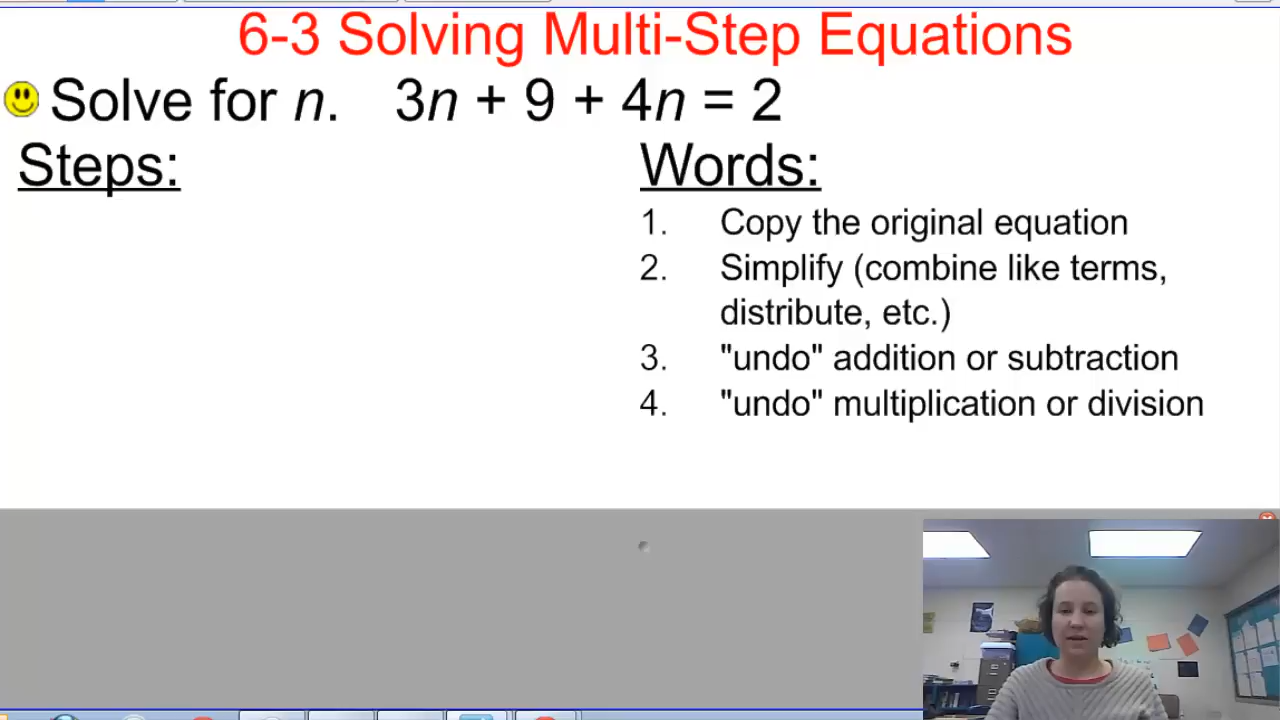 6-3 Solving Multi-Step Equations
Solve for n. 3n + 9 + 4n = 2
Steps:
Words:
1. Copy the original equation
2. Simplify (combine like terms,
distribute, etc.)
3. "undo" addition or subtraction
4. "undo" multiplication or division